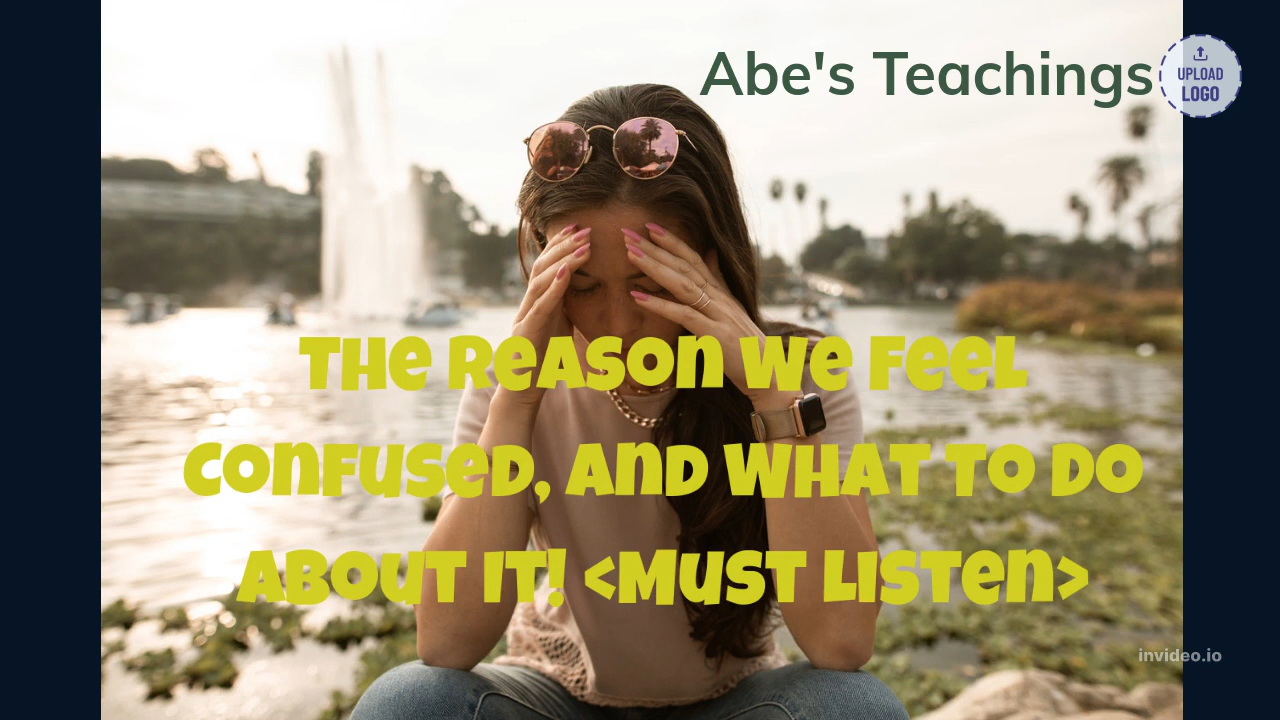 Abe's Teachings
UPLOAD
LOGO
The Reason We Feel
Confused, and What to Do
About it! <Must Listen>
invideo.io